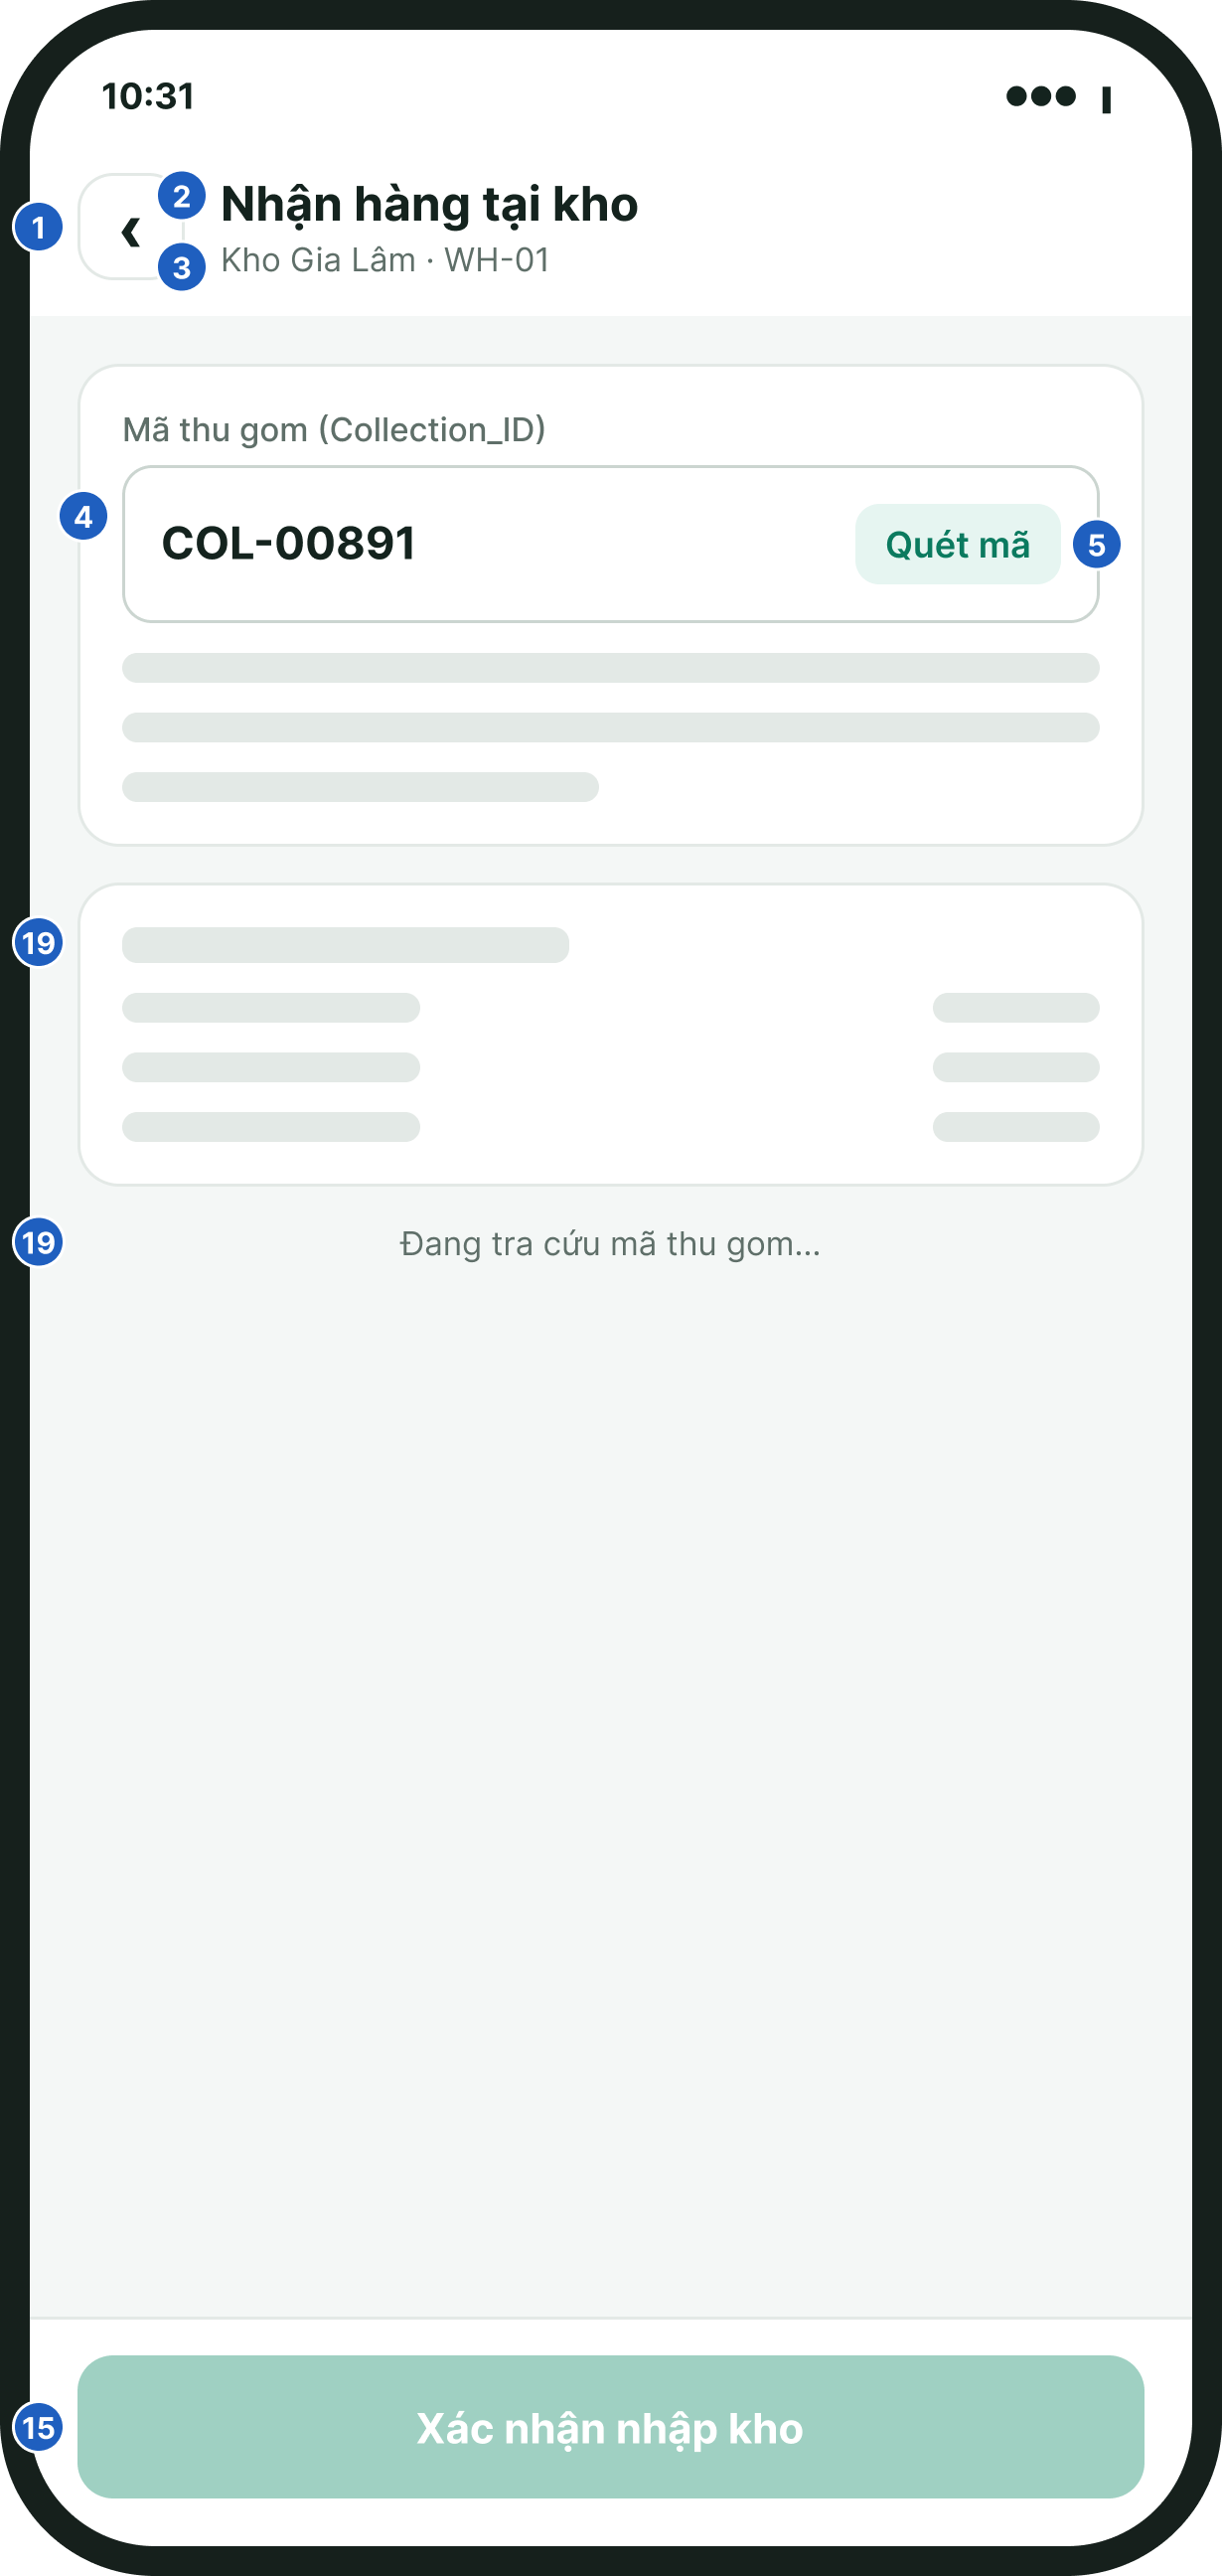 10:31
1
2
Nhận hàng tại kho
3
Kho Gia Lâm · WH-01
Mã thu gom (Collection_ID)
4
COL-00891
Quét mã
5
19
19
Đang tra cứu mã thu gom...
15
Xác nhận nhập kho